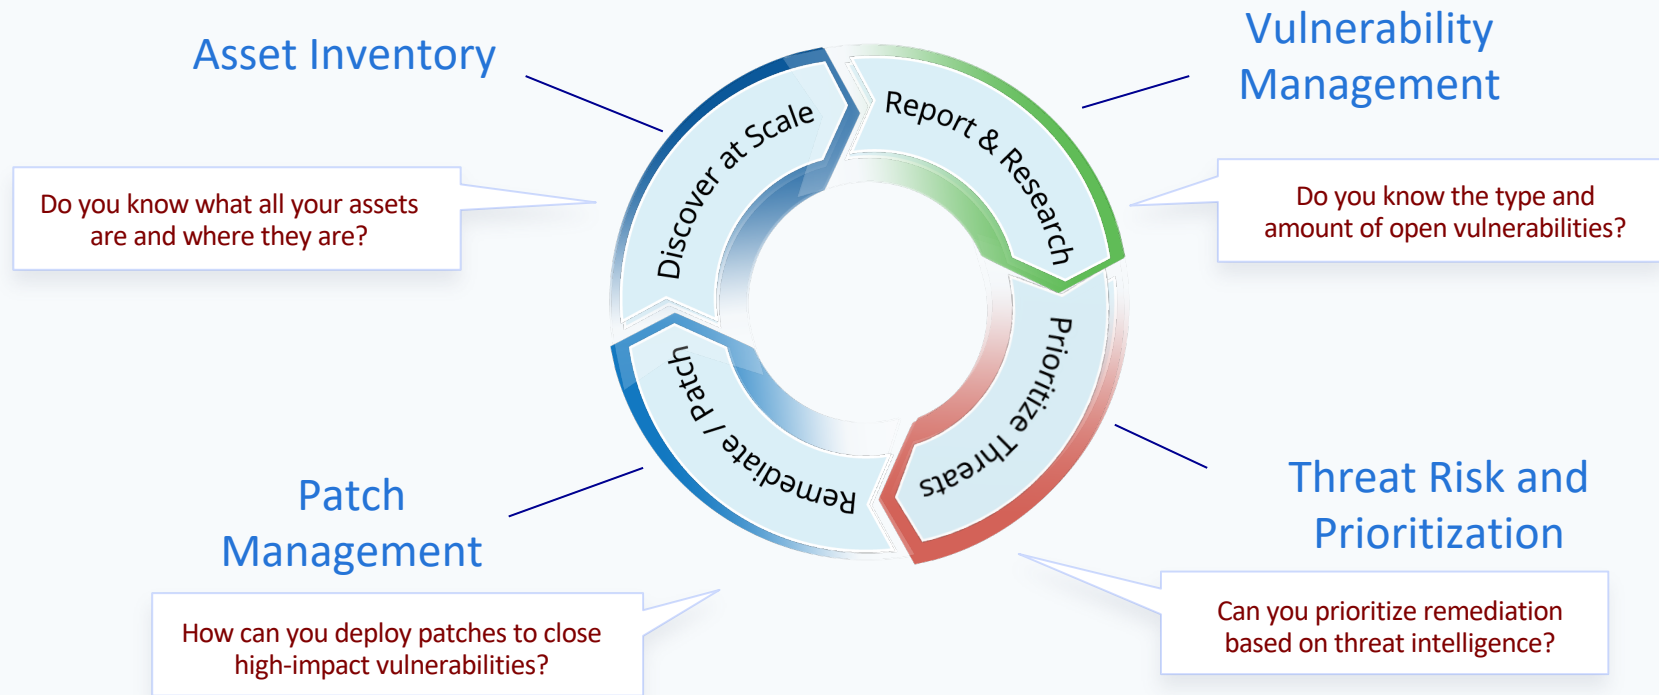 Asset Inventory
Do you know what all your assets
are and where they are?
Discover at Scale
Report & Research
Vulnerability
Management
Do you know the type and
amount of open vulnerabilities?
Prioritize Threats
Threat Risk and
Prioritization
Can you prioritize remediation
based on threat intelligence?
Remediate / Patch
Patch
Management
How can you deploy patches to close
high-impact vulnerabilities?